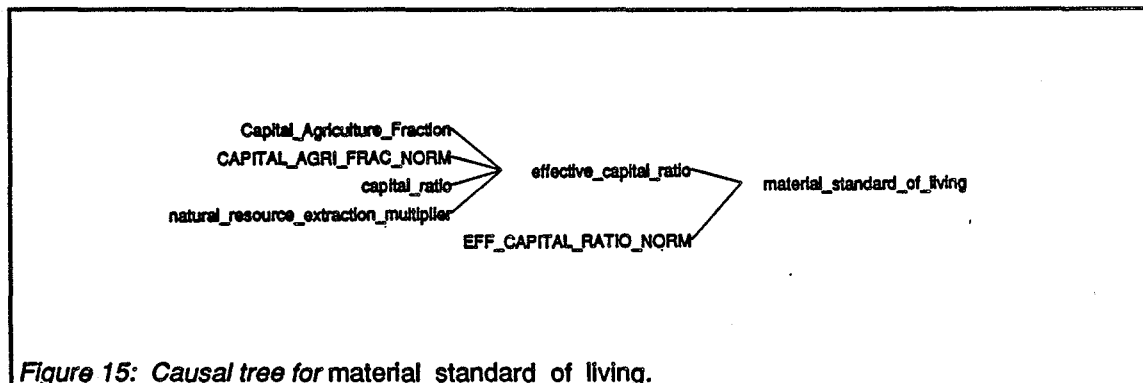 Capital_Agriculture_Fraction
CAPITAL_AGRI_FRAC_NORM
capital_ratio
natural_resource_extraction_multiplier
effective_capital_ratio
EFF_CAPITAL_RATIO_NORM
material_standard_of_living
Figure 15: Causal tree for material standard of living.